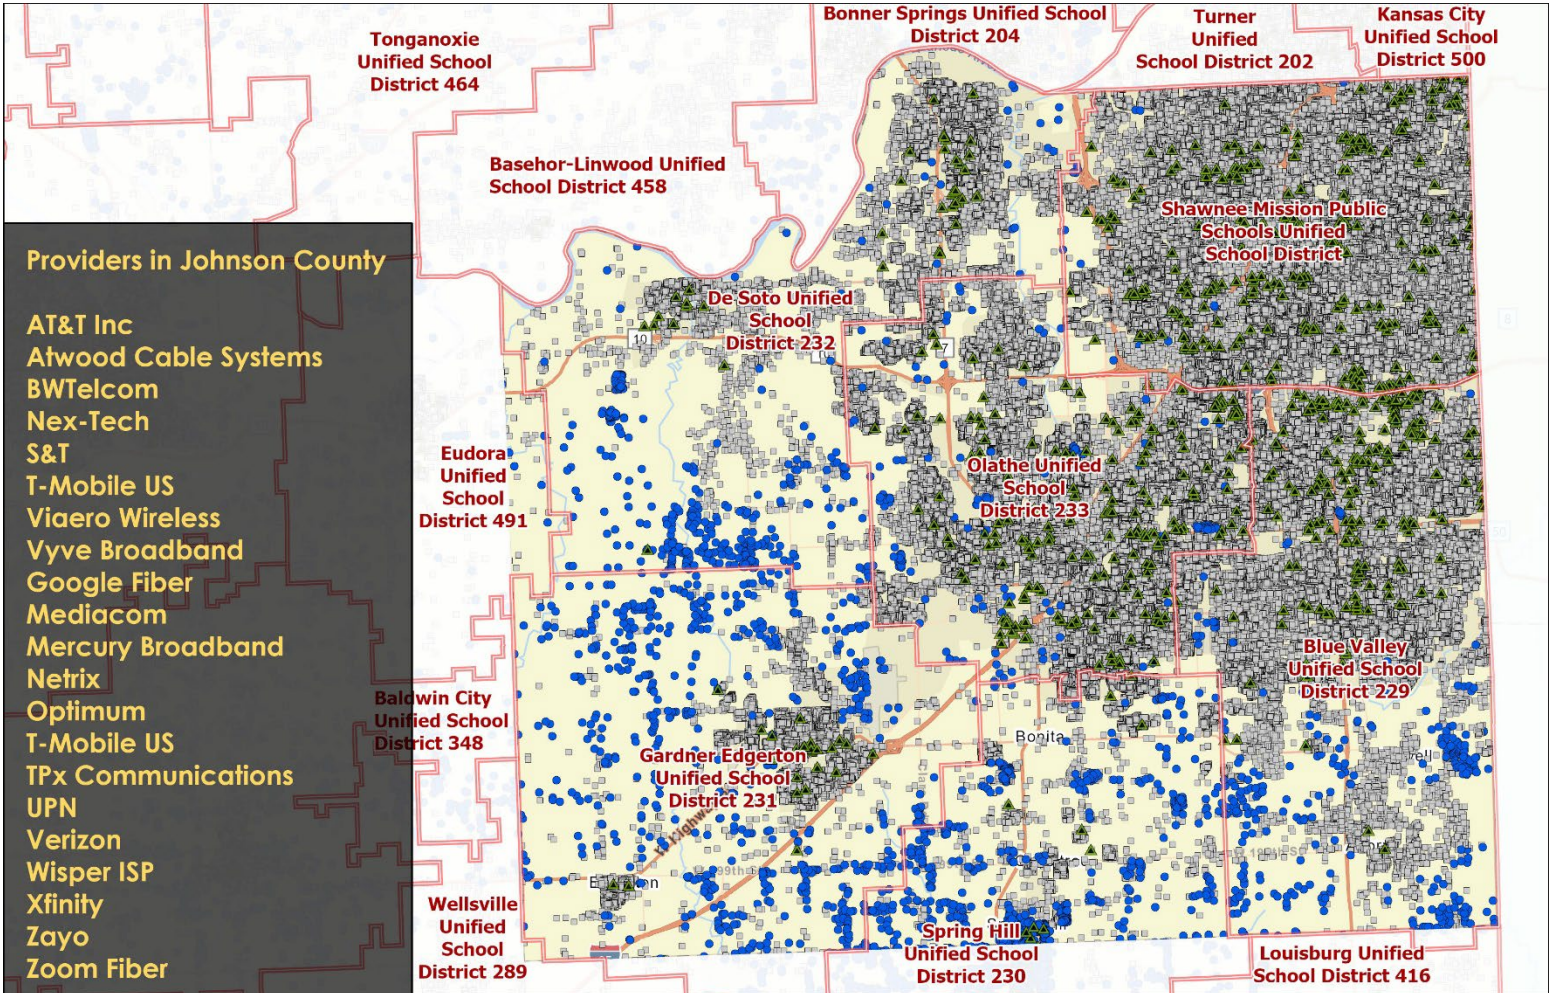 Bonner Springs Unified School
District 204
Turner
Unified
School District 202
Kansas City
Unified School
District 500
Tonganoxie
Unified School
District 464
Basehor-Linwood Unified
School District 458
Shawnee Mission Public
Schools Unified
School District
Providers in Johnson County
AT&T Inc
Atwood Cable Systems
BWTelcom
Nex-Tech
S&T
T-Mobile US
Viaero Wireless
Vyve Broadband
Google Fiber
Mediacom
Mercury Broadband
Netrix
Optimum
T-Mobile US
TPx Communications
UPN
Verizon
Wisper ISP
Xfinity
Zayo
Zoom Fiber
De Soto Unified
School
District 232
10
7
Eudora
Unified
School
District 491
Olathe Unified
School
District 233
Blue Valley
Unified School
District 229
Baldwin City
Unified School
District 348
Bonita
Gardner Edgerton
Unified School
District 231
Wellsville
Unified
School
District 289
Spring Hill
Unified School
District 230
Louisburg Unified
School District 416